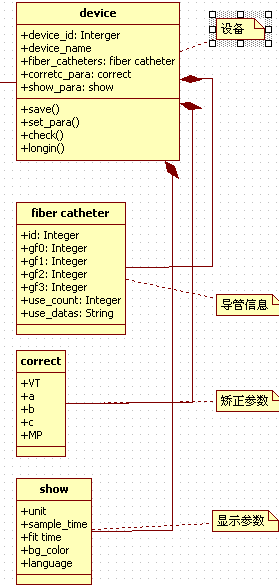 device
+device_id: Interger
+device_name
+fiber_catheters: fiber catheter
+corretc_para: correct
+show_para: show
+save()
+set_para()
+check()
+longin()
设备
fiber catheter
+id: Integer
+gf0: Integer
+gf1: Integer
+gf2: Integer
+gf3: Integer
+use_count: Integer
+use_datas: String
导管信息
correct
+VT
+a
+b
+c
+MP
矫正参数
show
+unit
+sample_time
+fit time
+bg_color
+language
显示参数